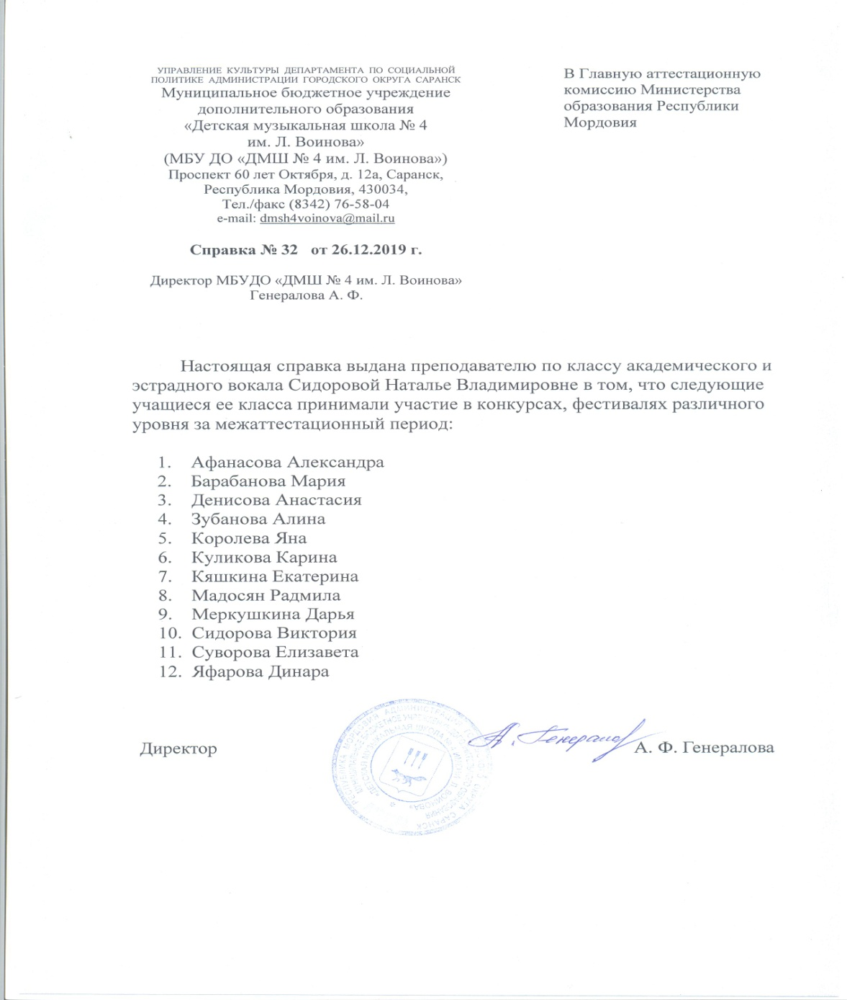 УПРАВЛЕНИЕ КУЛЬТУРЫ ДЕПАРТАМЕНТА ПО СОЦИАЛЬНОЙ
ПОЛИТИКЕ АДМИНИСТРАЦИИ ГОРОДСКОГО ОКРУГА САРАНСК
Муниципальное бюджетное учреждение
дополнительного образования
«Детская музыкальная школа № 4
им. Л. Воинова»
(МБУ ДО «ДМШ № 4 им. Л. Воинова»)
Проспект 60 лет Октября, д. 12а, Саранск,
Республика Мордовия, 430034,
Тел./факс (8342) 76-58-04
e-mail: dmsh4voinova@mail.ru
Справка № 32 от 26.12.2019 г.
Директор МБУДО «ДМШ № 4 им. Л. Воинова»
Генералова А. Ф.
В Главную аттестационную
комиссию Министерства
образования Республики
Мордовия
Настоящая справка выдана преподавателю по классу академического и
эстрадного вокала Сидоровой Наталье Владимировне в том, что следующие
учащиеся ее класса принимали участие в конкурсах, фестивалях различного
уровня за межаттестационный период:
1. Афанасова Александра
2. Барабанова Мария
3. Денисова Анастасия
4. Зубанова Алина
5. Королева Яна
6. Куликова Карина
7. Кяшкина Екатерина
8. Мадосян Радмила
9. Меркушкина Дарья
10. Сидорова Виктория
11. Суворова Елизавета
12. Яфарова Динара
Директор
А. Ф. Генералова